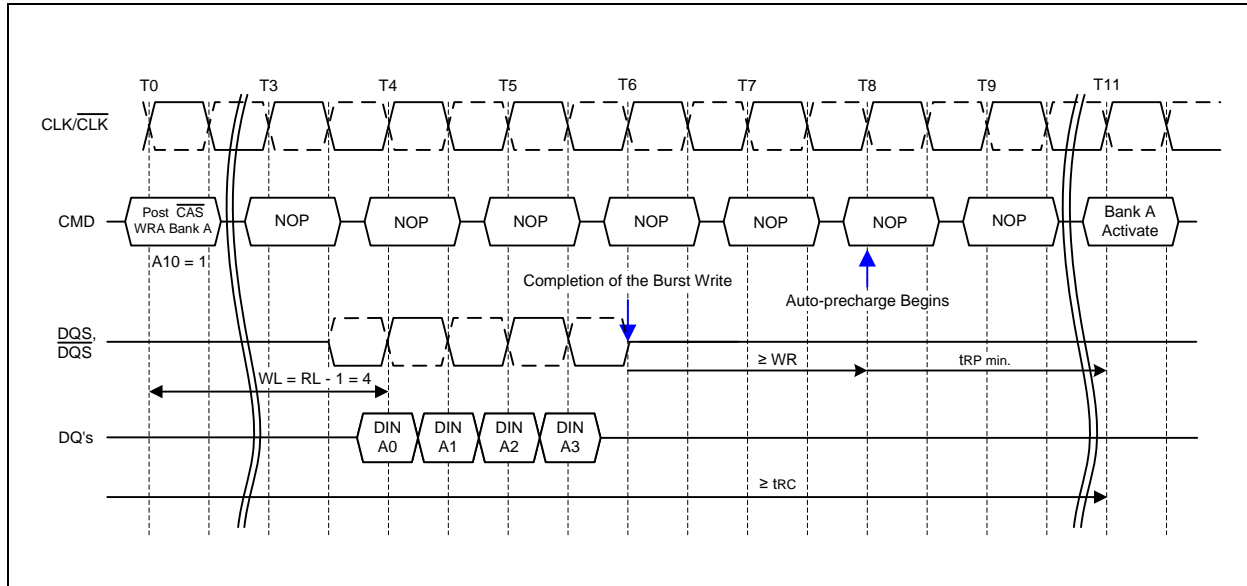 T0 T3 T4 T5 T6 T7 T8 T9 T11
CLK/CLK
CMD
Post CAS
WRA Bank A
NOP NOP NOP NOP NOP NOP NOP
Bank A
Activate
A10 = 1
Completion of the Burst Write
Auto-precharge Begins
DQS,
DQS
≥ WR
tRP min.
WL = RL - 1 = 4
DQ's
DIN
A0
DIN
A1
DIN
A2
DIN
A3
≥ tRC